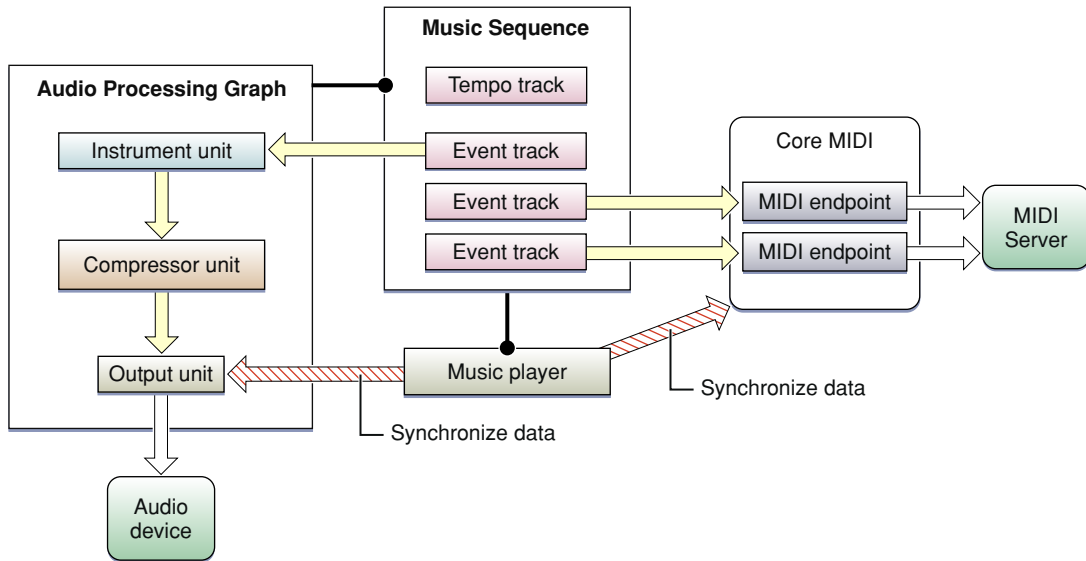 Music Sequence
Audio Processing Graph
Tempo track
Instrument unit
Event track
Core MIDI
Event track
MIDI endpoint
MIDI
Server
Compressor unit
Event track
MIDI endpoint
Output unit
Music player
Synchronize data
Synchronize data
Audio
device